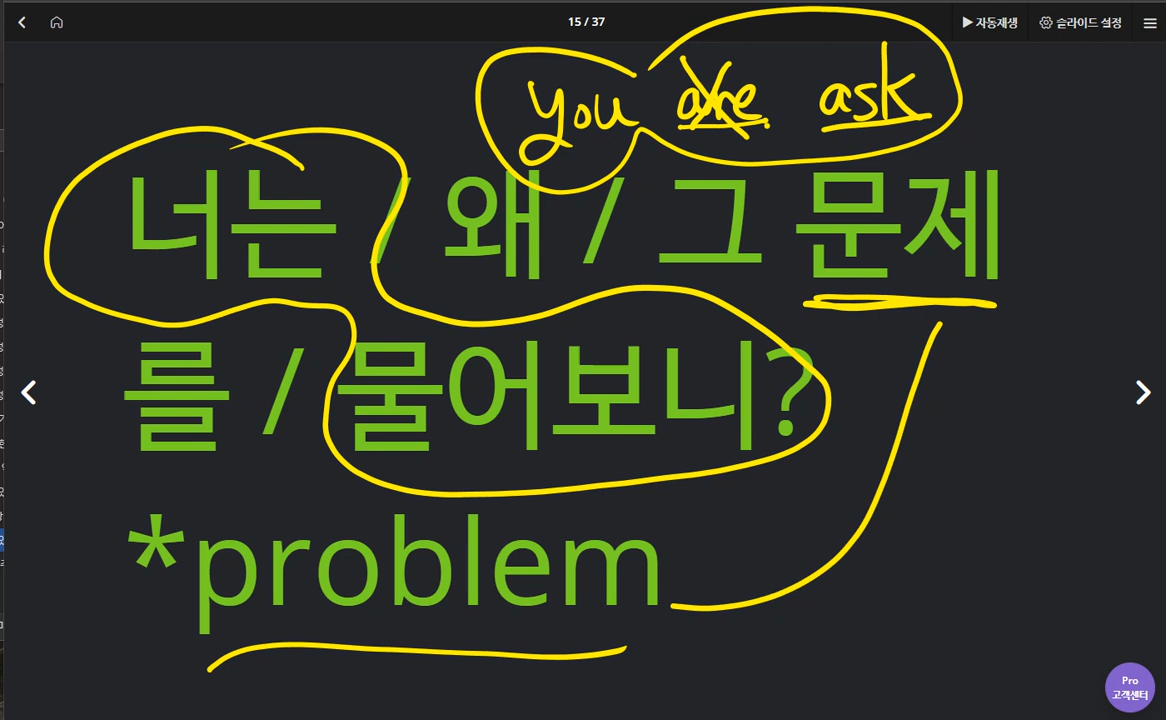 15 / 37
▶ 자동재생
슬라이드 설정
you are ask
너는 / 왜 / 그 문제
를 / 물어보니?
*problem
Pro
고객센터